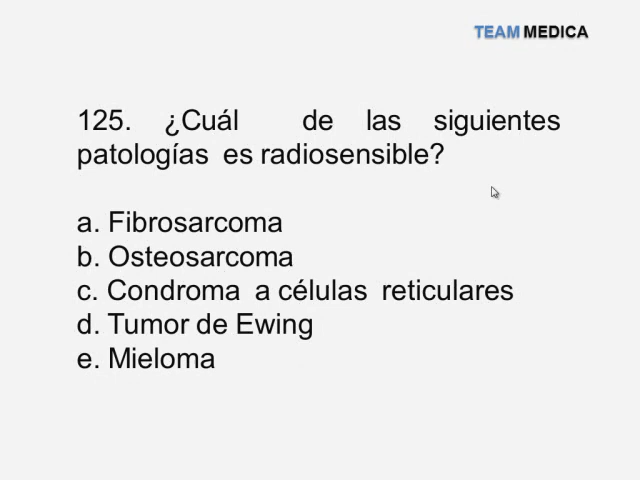 TEAM MEDICA
125. ¿Cuál de las siguientes
patologías es radiosensible?
a. Fibrosarcoma
b. Osteosarcoma
c. Condroma a células reticulares
d. Tumor de Ewing
e. Mieloma